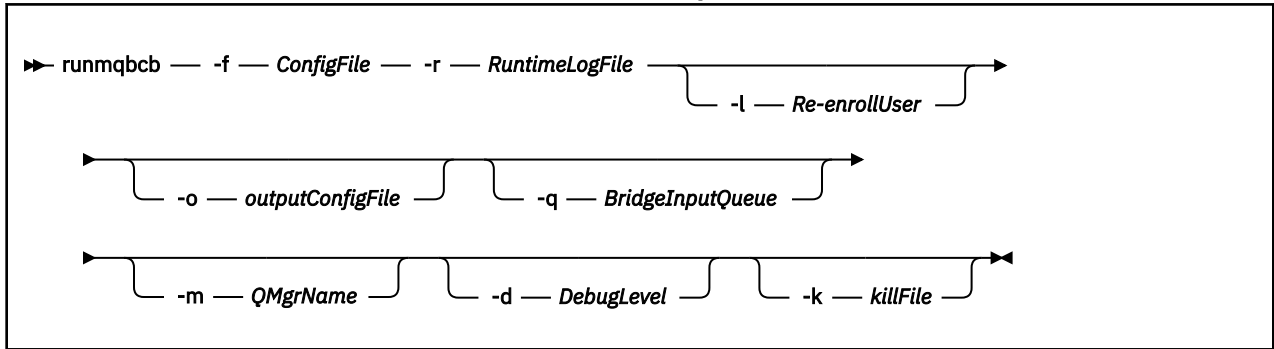 runmqbcb -f ConfigFile -r RuntimeLogFile
-l Re-enrollUser
-o outputConfigFile -q BridgeInputQueue
-m QMgrName -d DebugLevel -k killFile